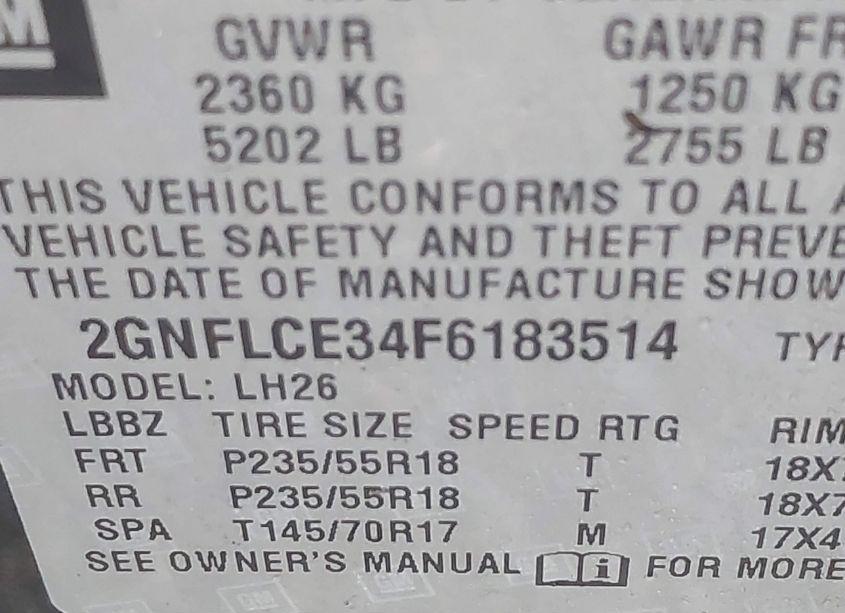 GVWR GAWR FR
2360 KG 1250 KG
5202 LB 2755 LB
THIS VEHICLE CONFORMS TO ALL A
VEHICLE SAFETY AND THEFT PREVE
THE DATE OF MANUFACTURE SHOW
2GNFLCE34F6183514 TYP
MODEL: LH26
LBBZ TIRE SIZE SPEED RTG RIM
FRT P235/55R18 T 18X7
RR P235/55R18 T 18X7
SPA T145/70R17 M 17X4
SEE OWNER'S MANUAL i FOR MORE